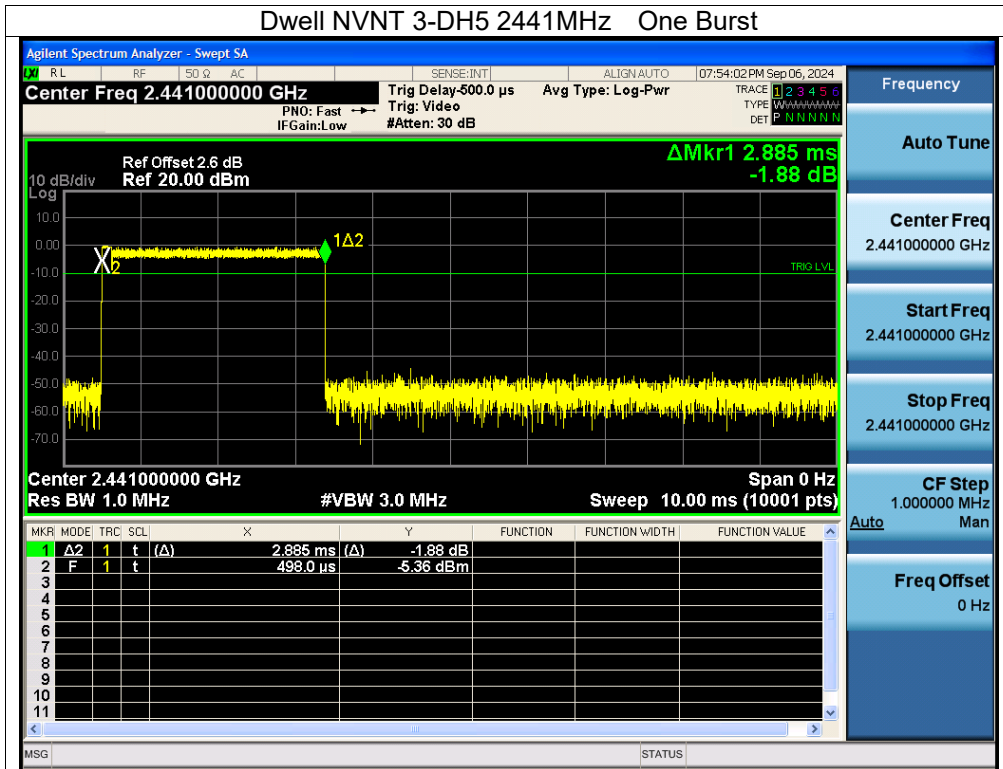 Dwell NVNT 3-DH5 2441MHz One Burst
Agilent Spectrum Analyzer - Swept SA
LXI RL RF 50 Ω AC SENSE:INT ALIGN AUTO 07:54:02 PM Sep 06, 2024
Center Freq 2.441000000 GHz Trig Delay-500.0 µs Avg Type: Log-Pwr TRACE 1 2 3 4 5 6
PNO: Fast Trig: Video TYPE WWWWWW
IFGain:Low #Atten: 30 dB DET P N N N N N
ΔMkr1 2.885 ms
-1.88 dB
Ref Offset 2.6 dB
10 dB/div Ref 20.00 dBm
Log
10.0
0.00
-10.0
-20.0
-30.0
-40.0
-50.0
-60.0
-70.0
1Δ2
2
TRIG LVL
Center 2.441000000 GHz Span 0 Hz
Res BW 1.0 MHz #VBW 3.0 MHz Sweep 10.00 ms (10001 pts)
MKR MODE TRC SCL X Y FUNCTION FUNCTION WIDTH FUNCTION VALUE
1 Δ2 1 t (Δ) 2.885 ms (Δ) -1.88 dB
2 F 1 t 498.0 µs -5.36 dBm
3
4
5
6
7
8
9
10
11
MSG STATUS
Frequency
Auto Tune
Center Freq
2.441000000 GHz
Start Freq
2.441000000 GHz
Stop Freq
2.441000000 GHz
CF Step
1.000000 MHz
Auto Man
Freq Offset
0 Hz